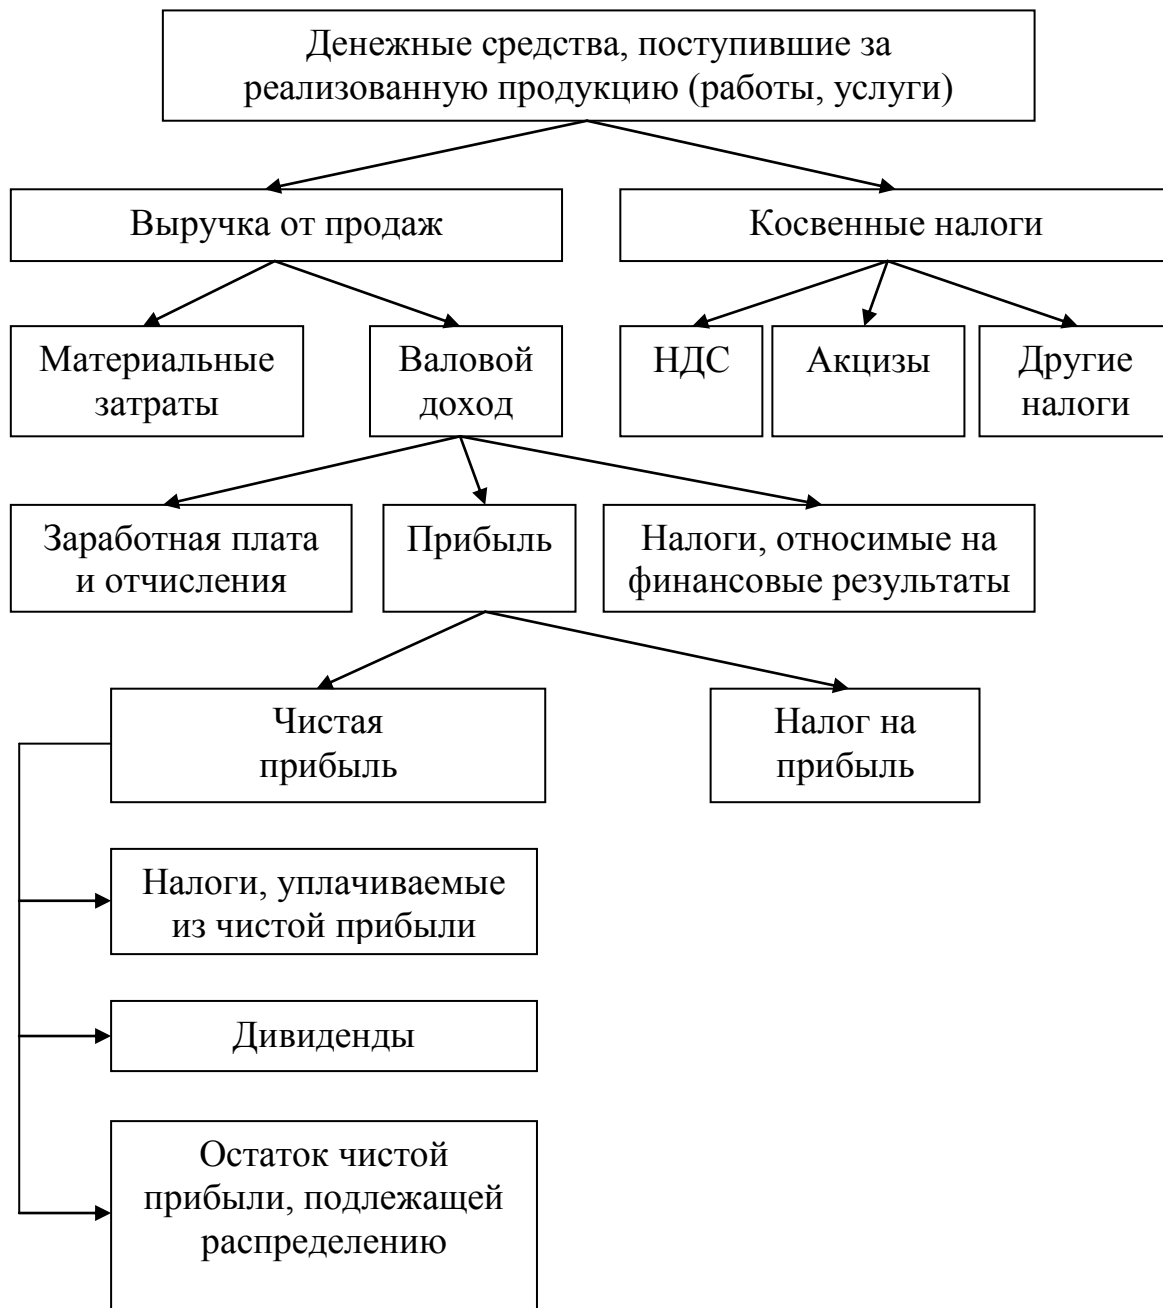 Денежные средства, поступившие за
реализованную продукцию (работы, услуги)
Выручка от продаж
Косвенные налоги
Материальные
затраты
Валовой
доход
НДС
Акцизы
Другие
налоги
Заработная плата
и отчисления
Прибыль
Налоги, относимые на
финансовые результаты
Чистая
прибыль
Налог на
прибыль
Налоги, уплачиваемые
из чистой прибыли
Дивиденды
Остаток чистой
прибыли, подлежащей
распределению